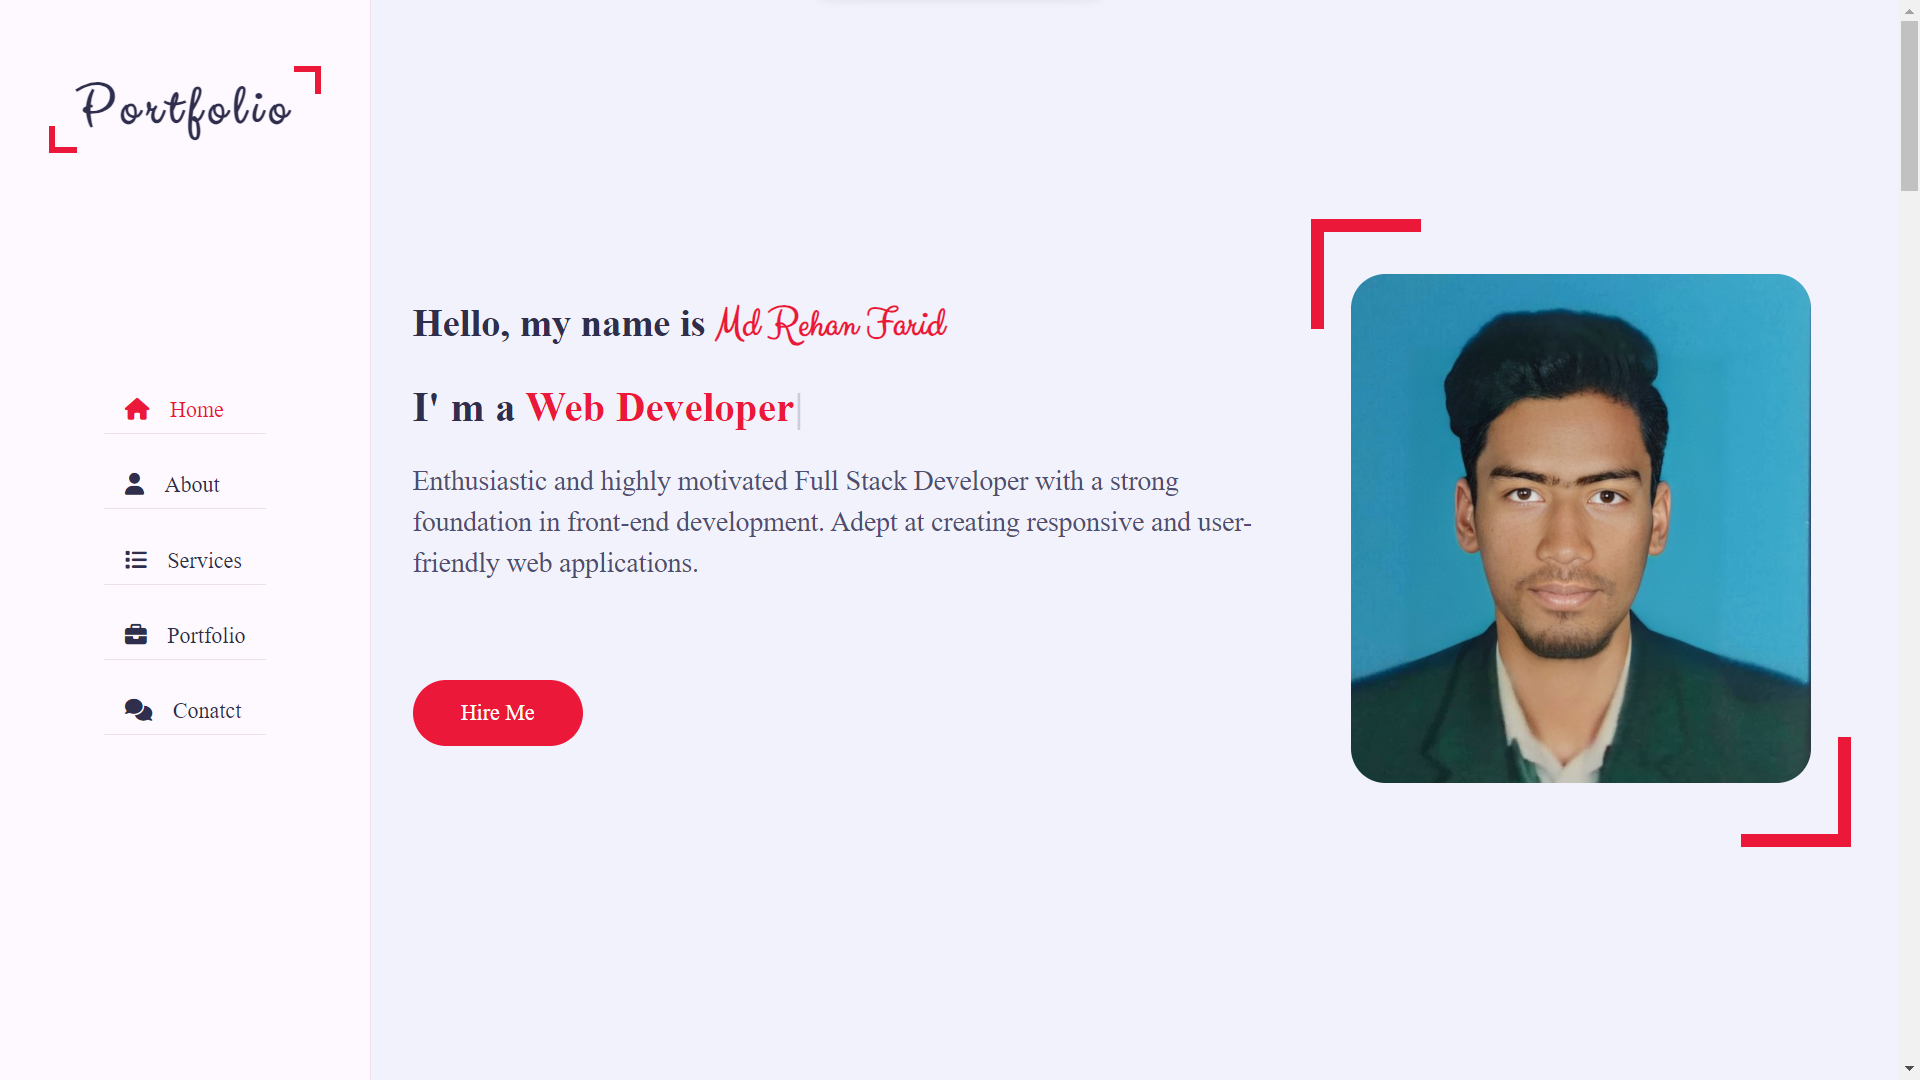 Portfolio
Home
About
Services
Portfolio
Conatct
Hello, my name is Md Rehan Farid
I' m a Web Developer
Enthusiastic and highly motivated Full Stack Developer with a strong
foundation in front-end development. Adept at creating responsive and user-
friendly web applications.
Hire Me